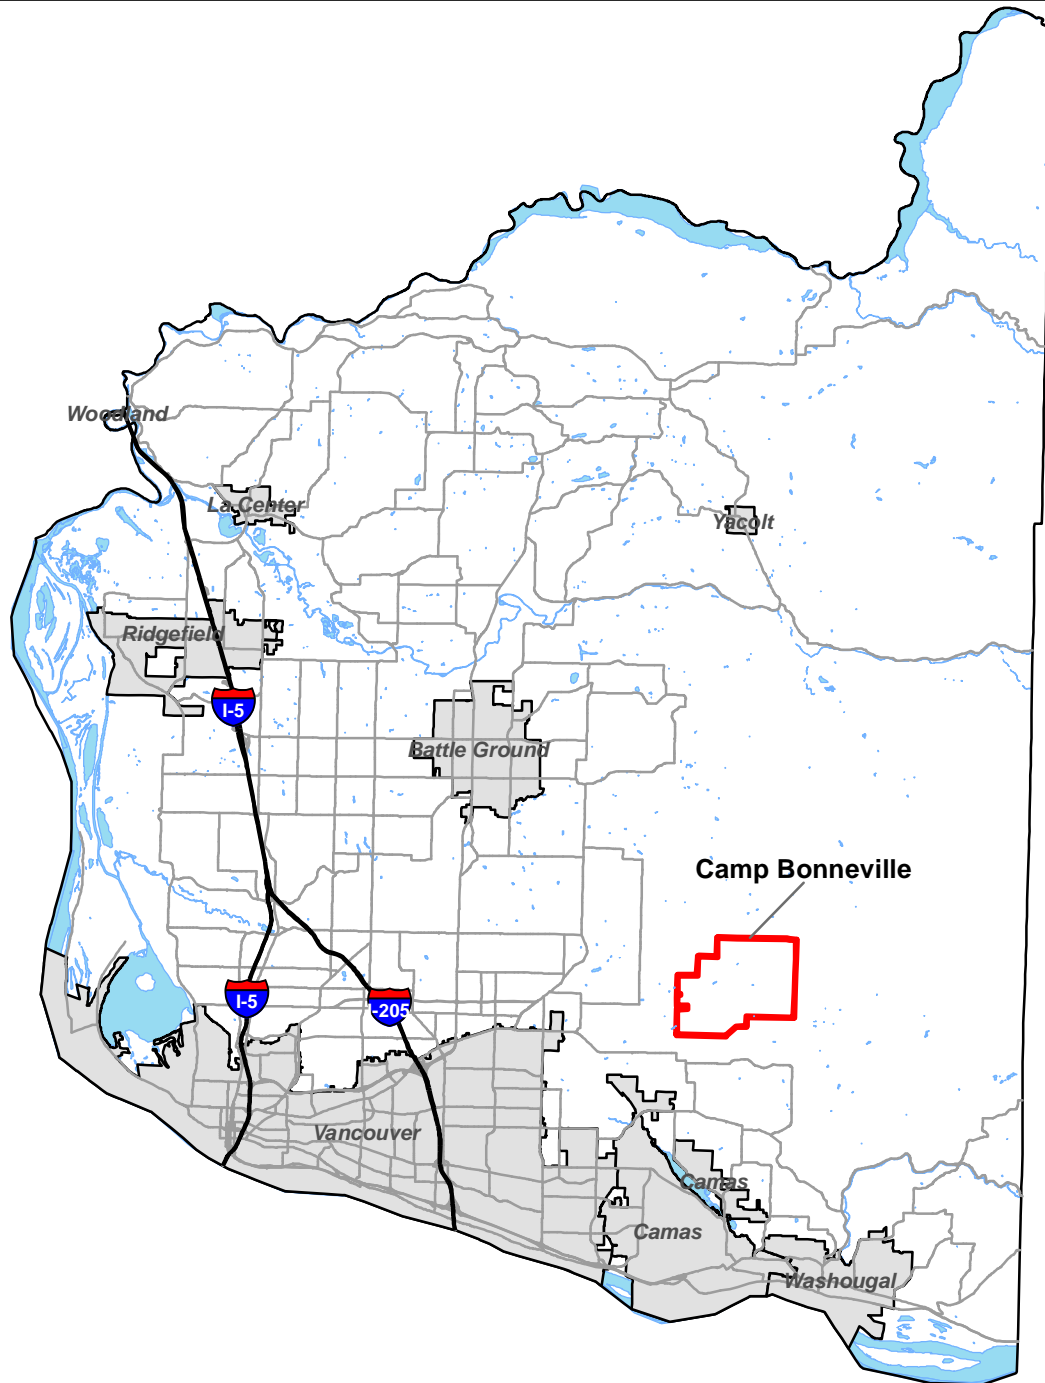 Woodland
La Center
Yacolt
Ridgefield
I-5
Battle Ground
Camp Bonneville
I-5
-205
Vancouver
Camas
Camas
Washougal